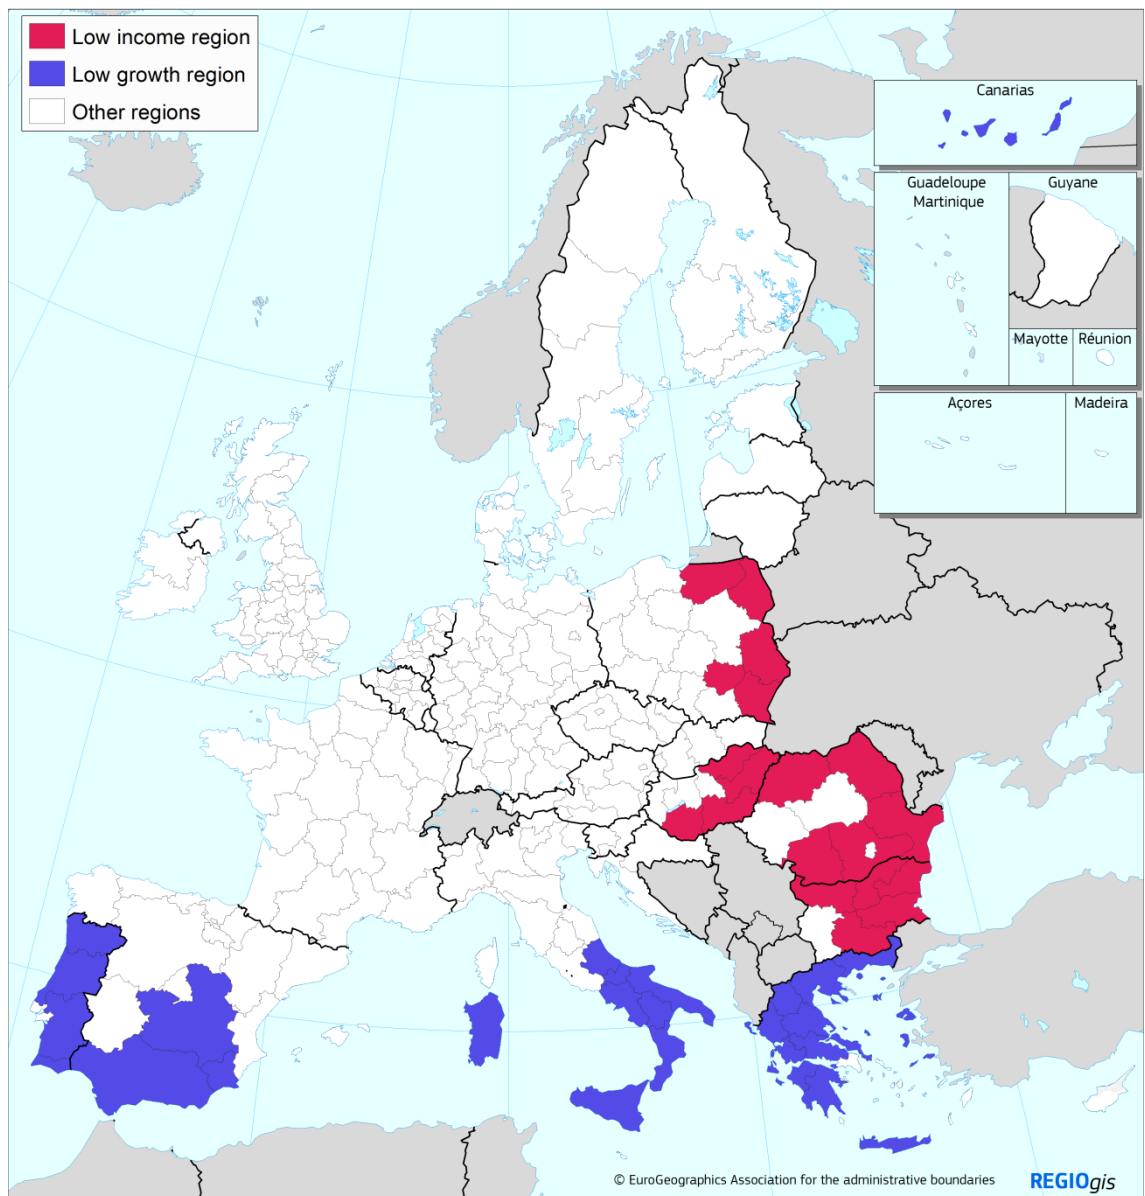 Low income region
Low growth region
Other regions
Canarias
Guadeloupe
Martinique
Guyane
Mayotte
Réunion
Açores
Madeira
© EuroGeographics Association for the administrative boundaries
REGIOgis